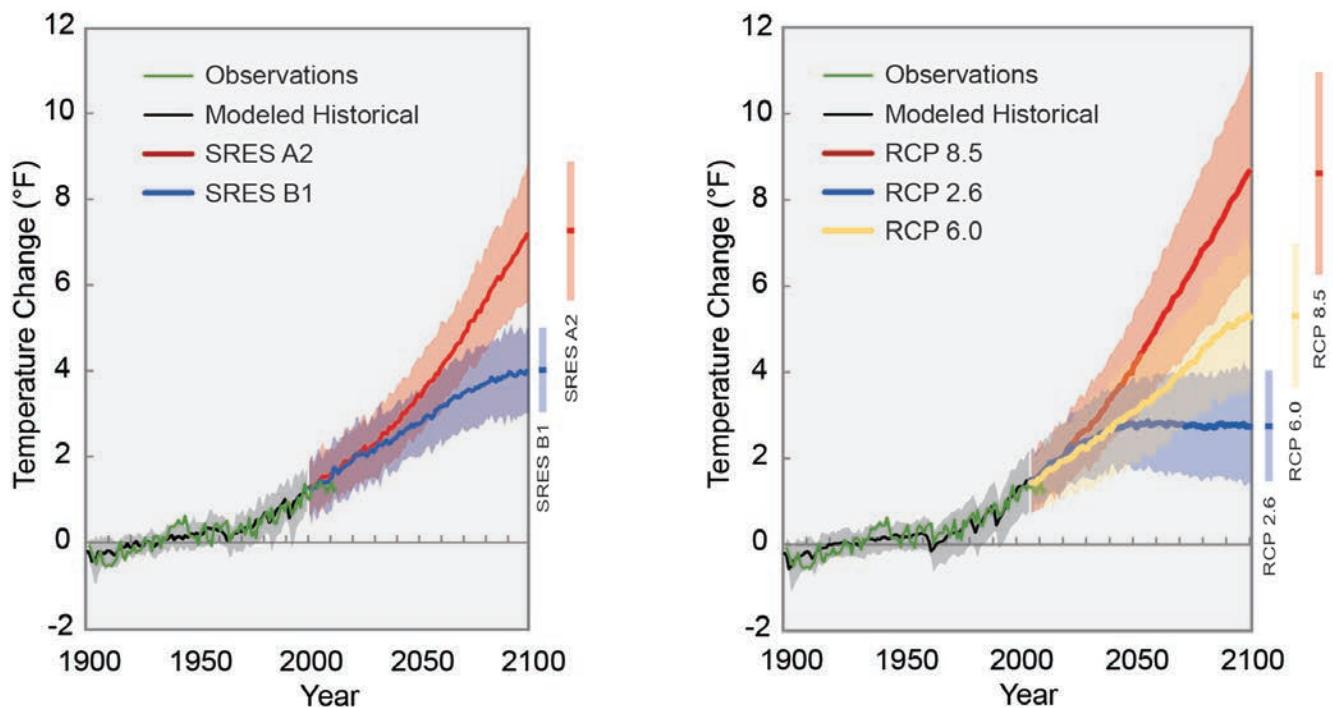 12
10
8
6
4
2
0
-2
Temperature Change (°F)
Observations
Modeled Historical
SRES A2
SRES B1
SRES B1
SRES A2
1900
1950
2000
2050
2100
Year
12
10
8
6
4
2
0
-2
Temperature Change (°F)
Observations
Modeled Historical
RCP 8.5
RCP 2.6
RCP 6.0
RCP 2.6
RCP 6.0
RCP 8.5
1900
1950
2000
2050
2100
Year